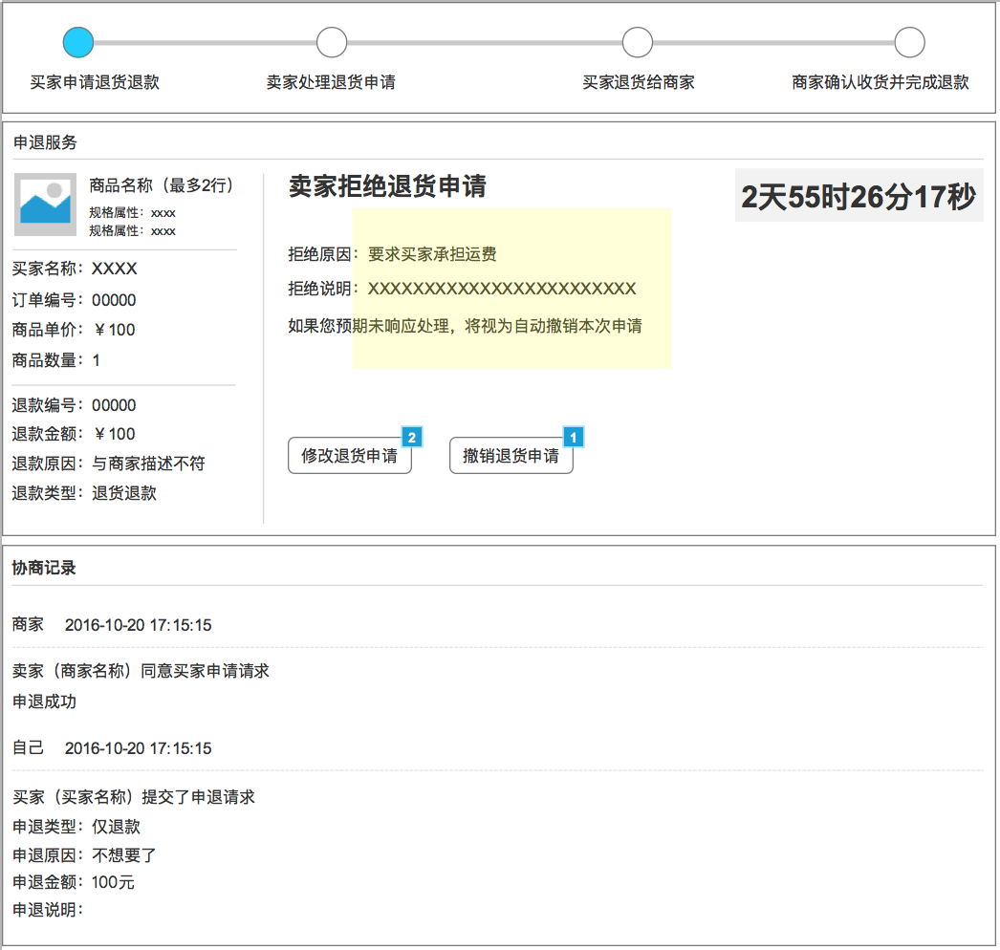 买家申请退货退款
卖家处理退货申请
买家退货给商家
商家确认收货并完成退款
申退服务
商品名称（最多2行）
规格属性：xxxx
规格属性：xxxx
买家名称：XXXX
订单编号：00000
商品单价：￥100
商品数量：1
退款编号：00000
退款金额：￥100
退款原因：与商家描述不符
退款类型：退货退款
卖家拒绝退货申请
2天55时26分17秒
拒绝原因：要求买家承担运费
拒绝说明：XXXXXXXXXXXXXXXXXXXXXXXX
如果您预期未响应处理，将视为自动撤销本次申请
修改退货申请 2
撤销退货申请 1
协商记录
商家 2016-10-20 17:15:15
卖家（商家名称）同意买家申请请求
申退成功
自己 2016-10-20 17:15:15
买家（买家名称）提交了申退请求
申退类型：仅退款
申退原因：不想要了
申退金额：100元
申退说明：